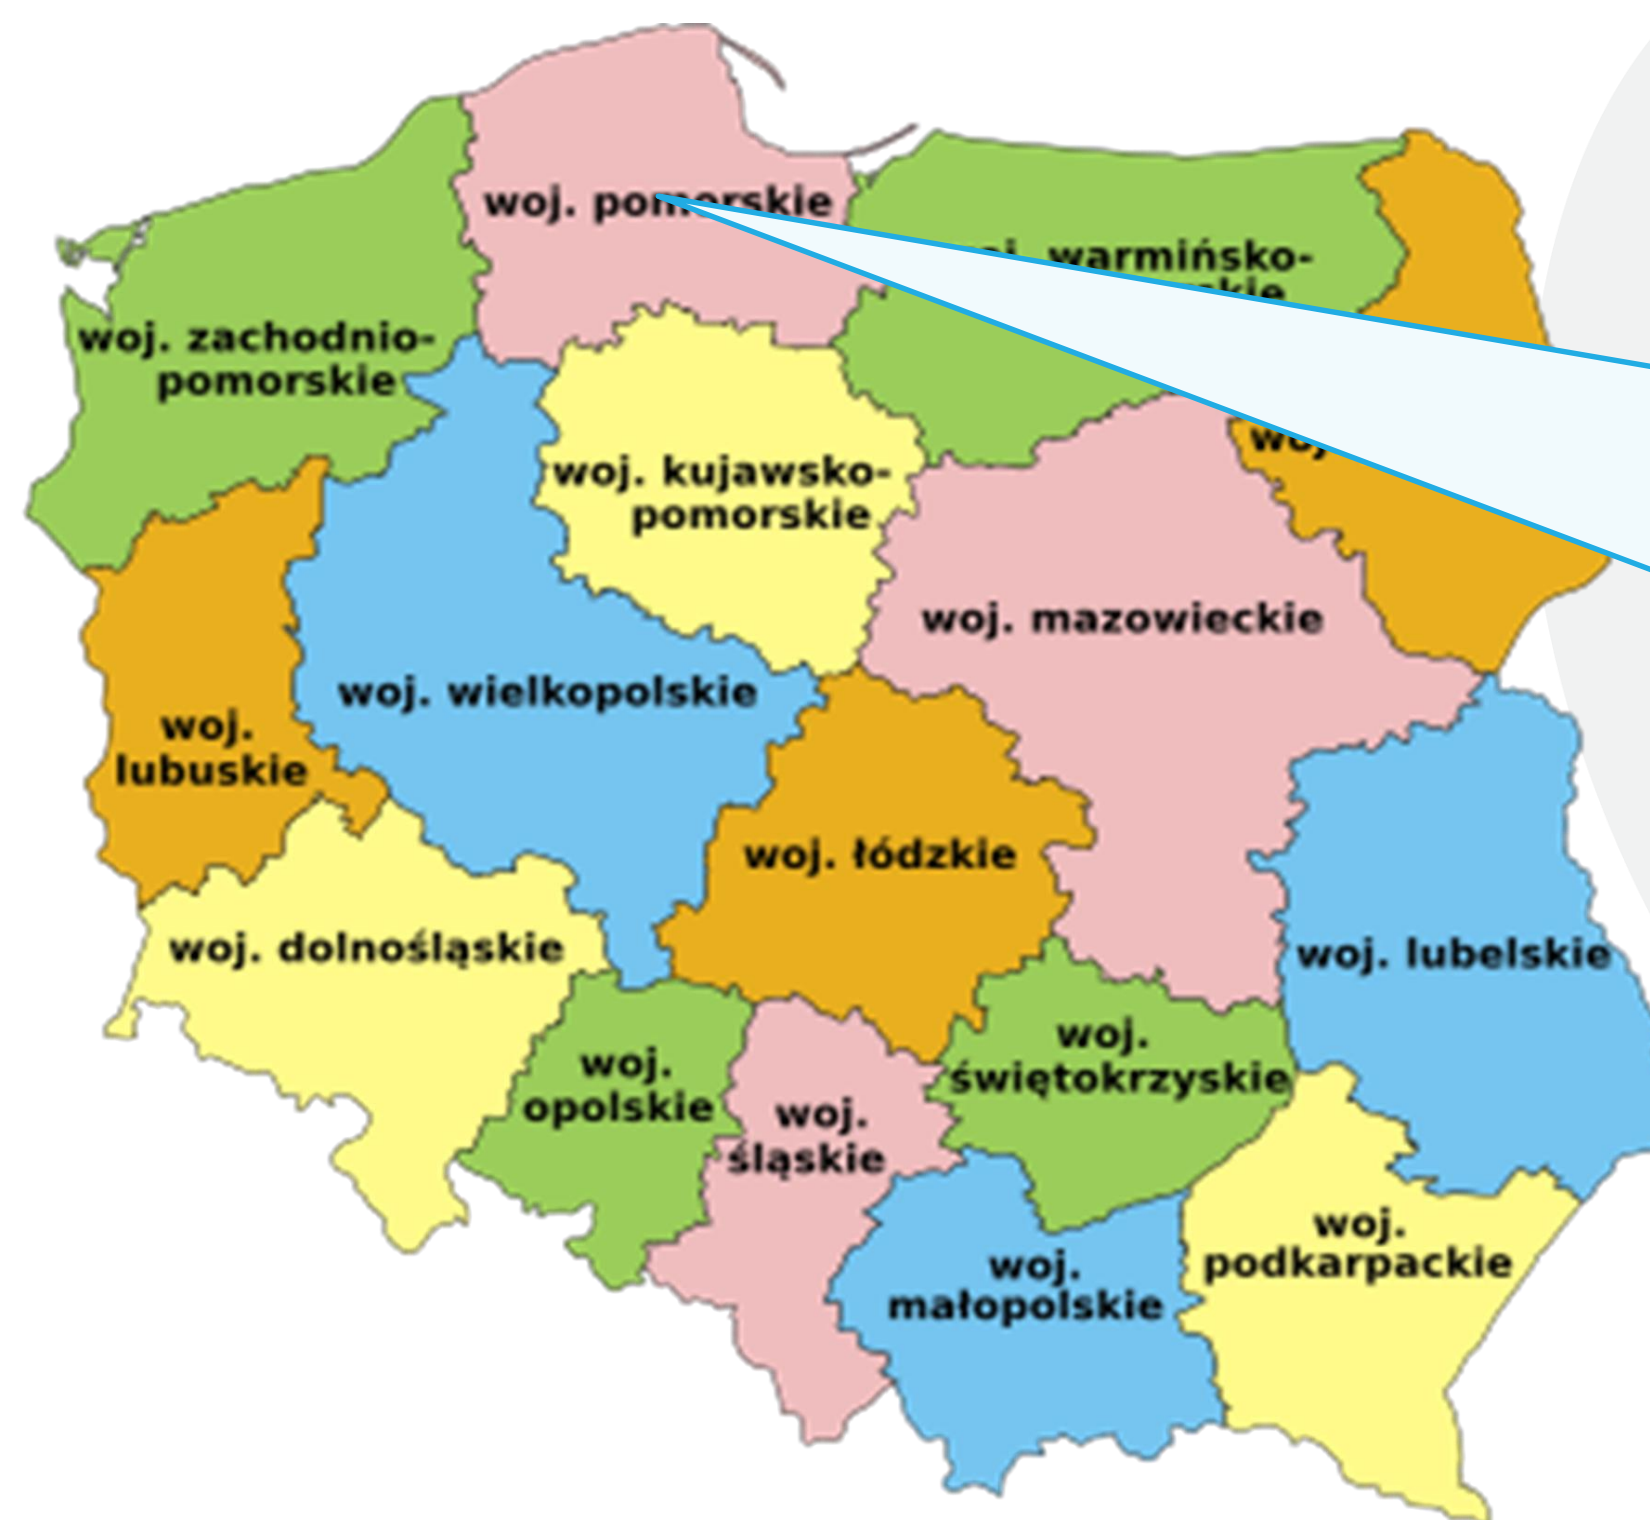 woj. pomorskie
warmińsko-
woj. zachodnio-
pomorskie
woj. kujawsko-
pomorskie
woj. mazowieckie
woj. wielkopolskie
woj.
lubuskie
woj. łódzkie
woj. dolnośląskie
woj. lubelskie
woj.
opolskie
woj.
świętokrzyskie
woj.
śląskie
woj.
podkarpackie
woj.
małopolskie